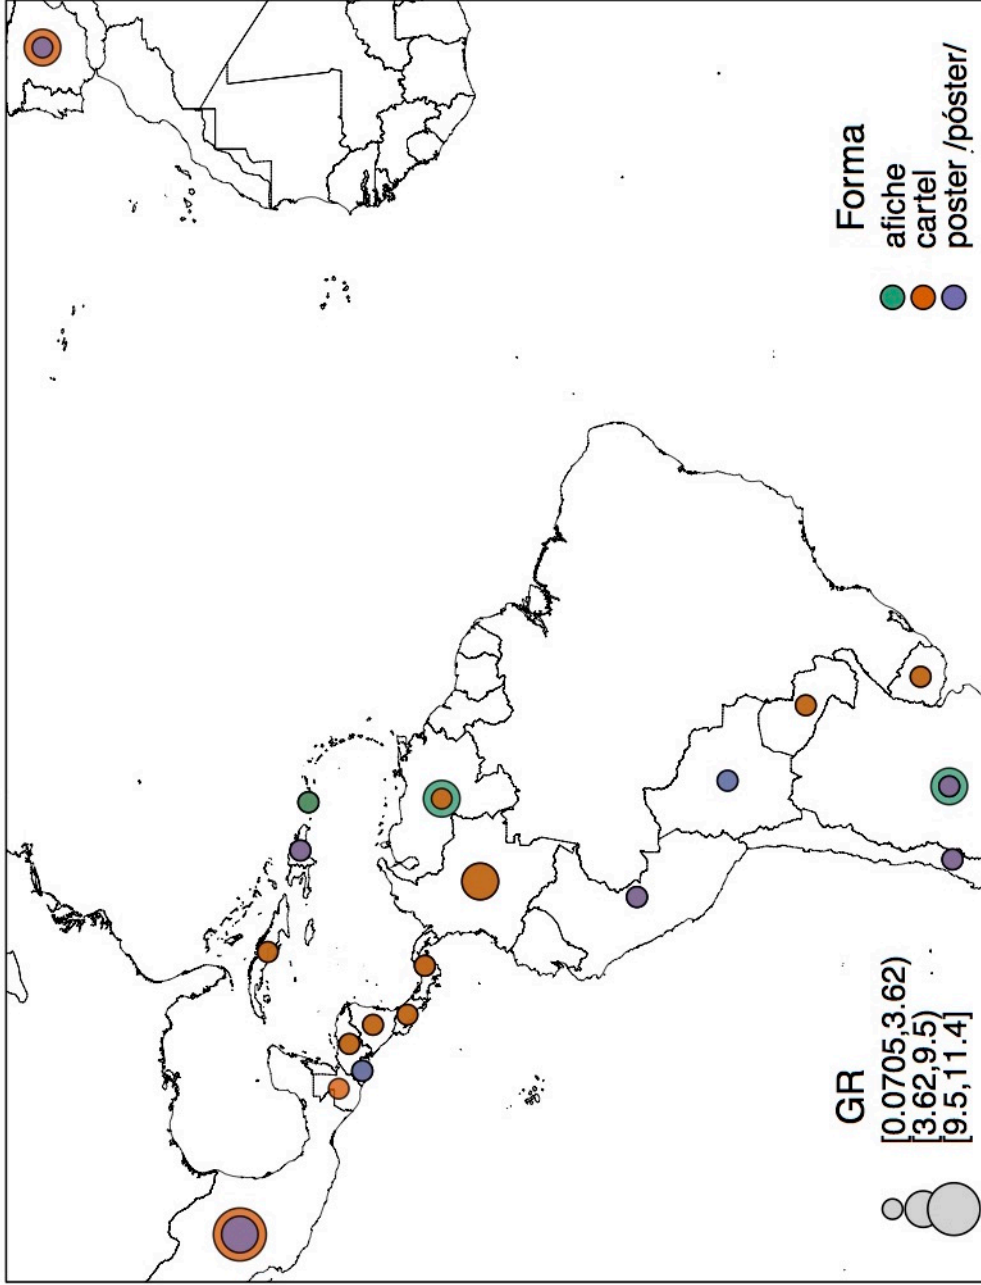 GR
[0.0705,3.62)
[3.62,9.5)
[9.5,11.4]
Forma
afiche
cartel
poster /póster/